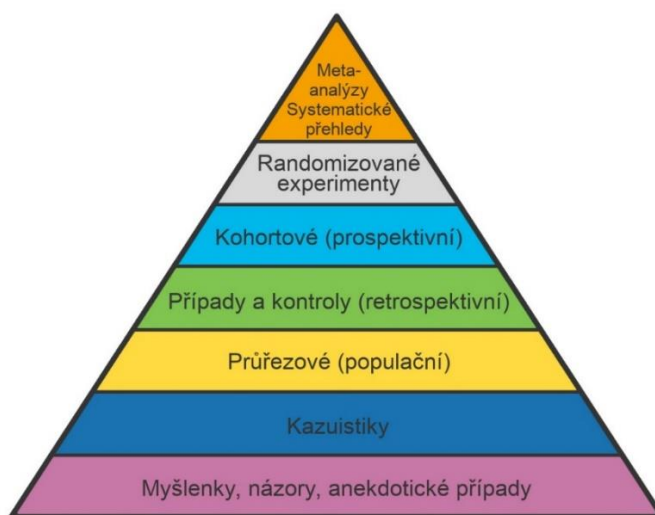 Meta-
analýzy
Systematické
přehledy
Randomizované
experimenty
Kohortové (prospektivní)
Případy a kontroly (retrospektivní)
Průřezové (populační)
Kazuistiky
Myšlenky, názory, anekdotické případy